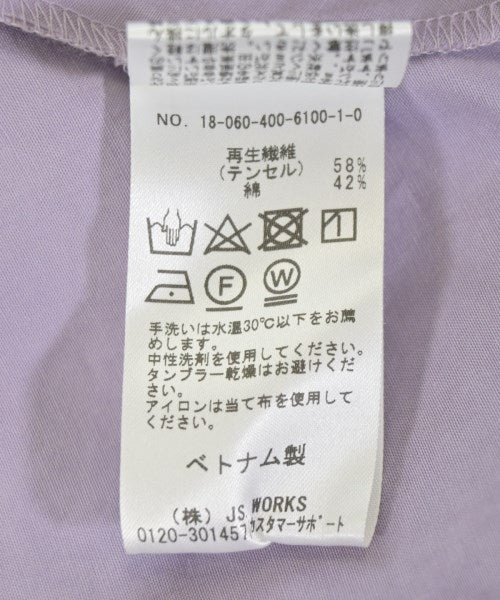 NO. 18-060-400-6100-1-0
再生繊維
(テンセル) 58%
綿 42%
F
W
手洗いは水温30℃以下をお薦
めします。
中性洗剤を使用してください。
タンブラー乾燥はお避けくださ
い。
アイロンは当て布を使用して
ください。
ベトナム製
(株) JS WORKS
0120-301457 カスタマーサポート